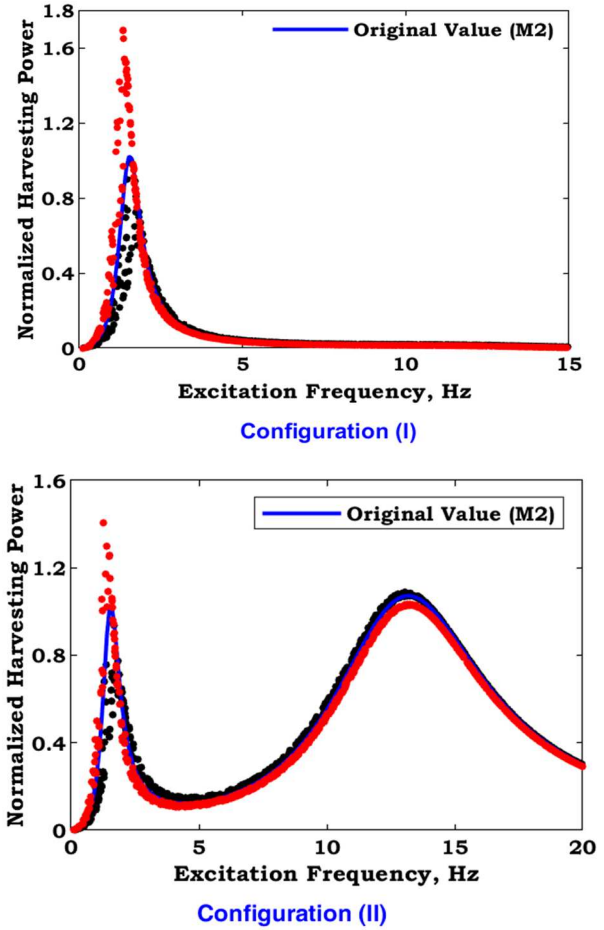 1.8
1.6
Original Value (M2)
1.2
0.8
0.4
0
Normalized Harvesting Power
0 5 10 15
Excitation Frequency, Hz
Configuration (I)
1.6
Original Value (M2)
1.2
0.8
0.4
0
Normalized Harvesting Power
0 5 10 15 20
Excitation Frequency, Hz
Configuration (II)